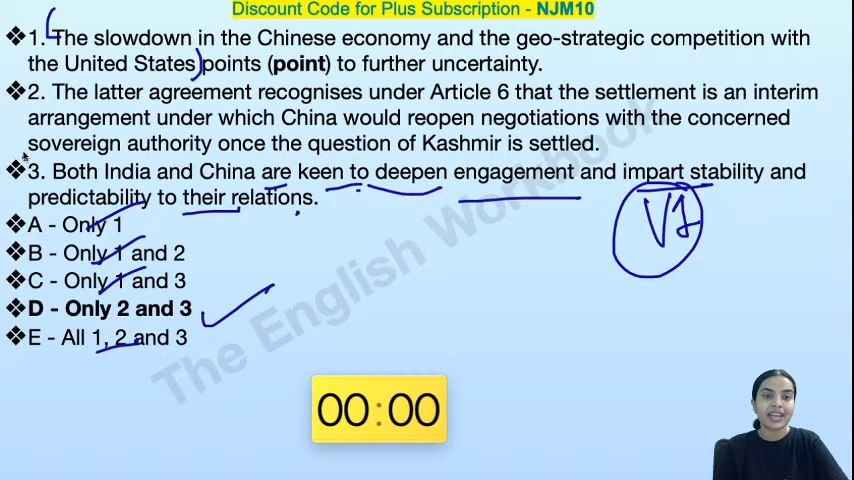 Discount Code for Plus Subscription - NJM10
❖1. The slowdown in the Chinese economy and the geo-strategic competition with
the United States points (point) to further uncertainty.
❖2. The latter agreement recognises under Article 6 that the settlement is an interim
arrangement under which China would reopen negotiations with the concerned
sovereign authority once the question of Kashmir is settled.
❖3. Both India and China are keen to deepen engagement and impart stability and
predictability to their relations.
V1
❖A - Only 1
❖B - Only 1 and 2
❖C - Only 1 and 3
❖D - Only 2 and 3
❖E - All 1, 2 and 3
The English Workbook
00:00